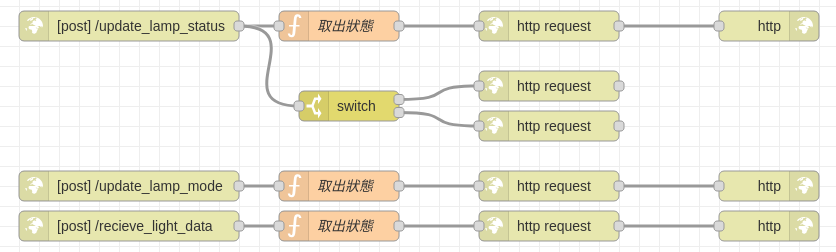 [post] /update_lamp_status 取出狀態 http request http
switch http request
http request
[post] /update_lamp_mode 取出狀態 http request http
[post] /recieve_light_data 取出狀態 http request http